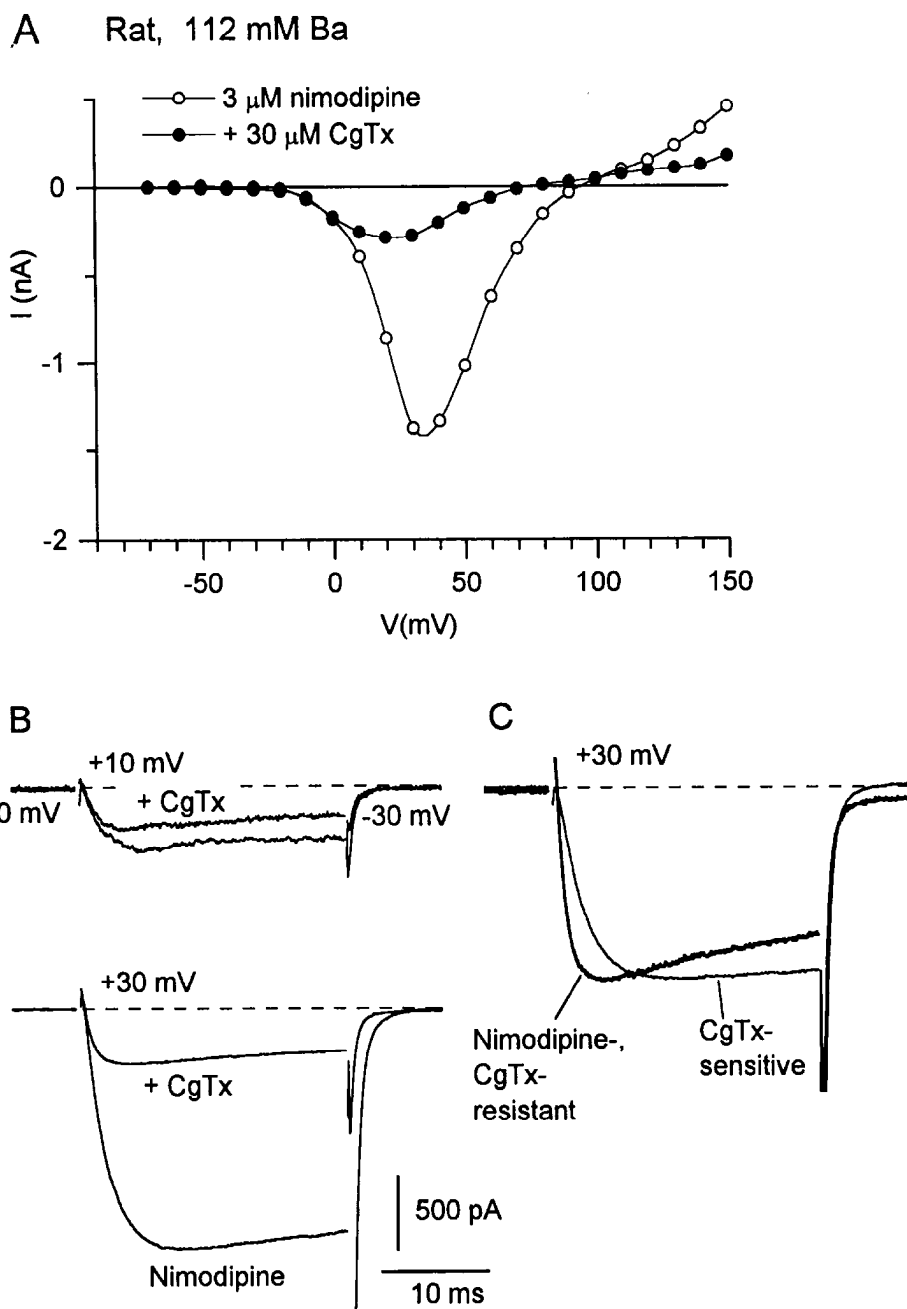 A Rat, 112 mM Ba
3 μM nimodipine
+ 30 μM CgTx
0
-1
-2
I (nA)
-50 0 50 100 150
V(mV)
B
+10 mV
+ CgTx
0 mV
-30 mV
+30 mV
+ CgTx
Nimodipine
500 pA
10 ms
C
+30 mV
Nimodipine-,
CgTx-
resistant
CgTx-
sensitive